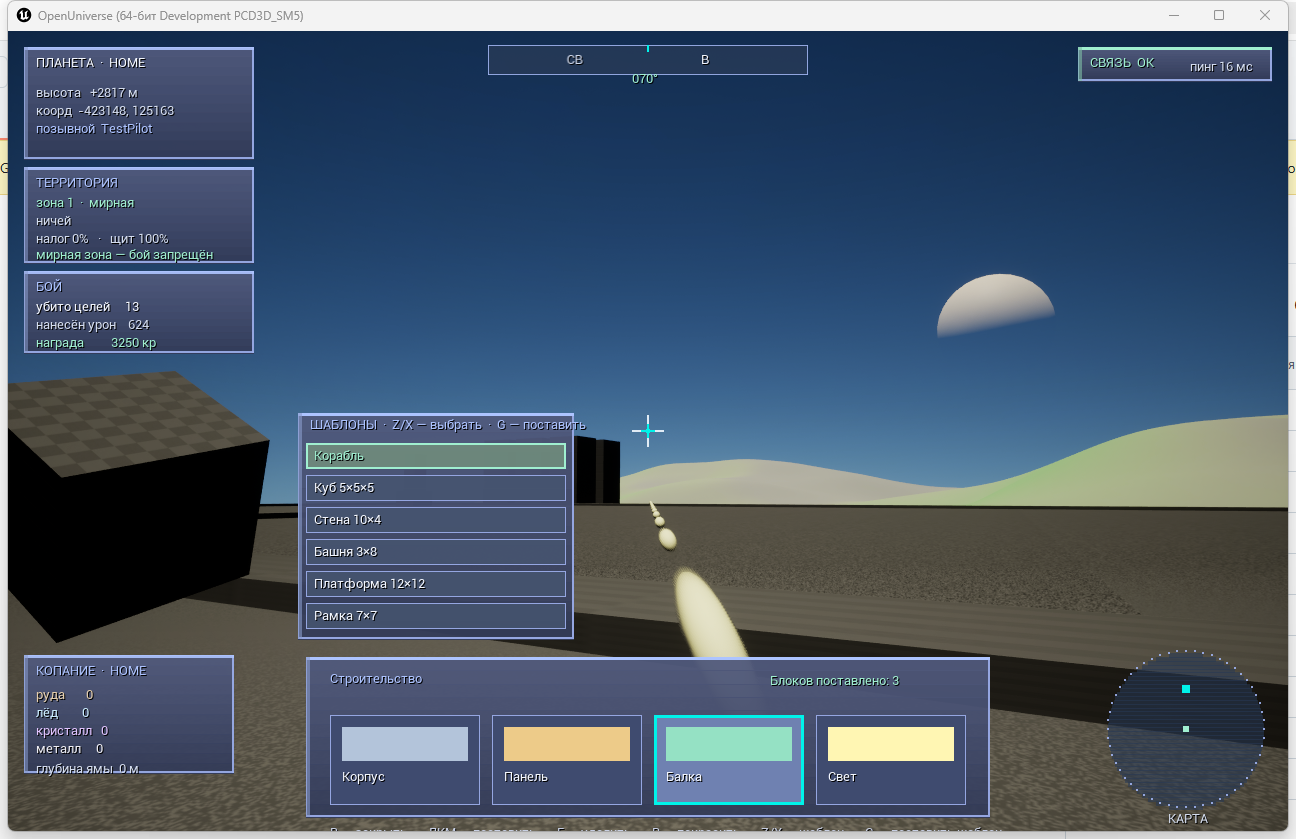 OpenUniverse (64-бит Development PCD3D_SM5)
ПЛАНЕТА · HOME
высота +2817 м
коорд -423148, 125163
позывной TestPilot
СВ В
070°
СВЯЗЬ OK пинг 16 мс
ТЕРРИТОРИЯ
зона 1 · мирная
ничей
налог 0% · щит 100%
мирная зона — бой запрещён
БОЙ
убито целей 13
нанесён урон 624
награда 3250 кр
ШАБЛОНЫ · Z/X — выбрать · G — поставить
Корабль
Куб 5×5×5
Стена 10×4
Башня 3×8
Платформа 12×12
Рамка 7×7
КОПАНИЕ · HOME
руда 0
лёд 0
кристалл 0
металл 0
глубина ямы 0 м
Строительство
Блоков поставлено: 3
Корпус
Панель
Балка
Свет
КАРТА